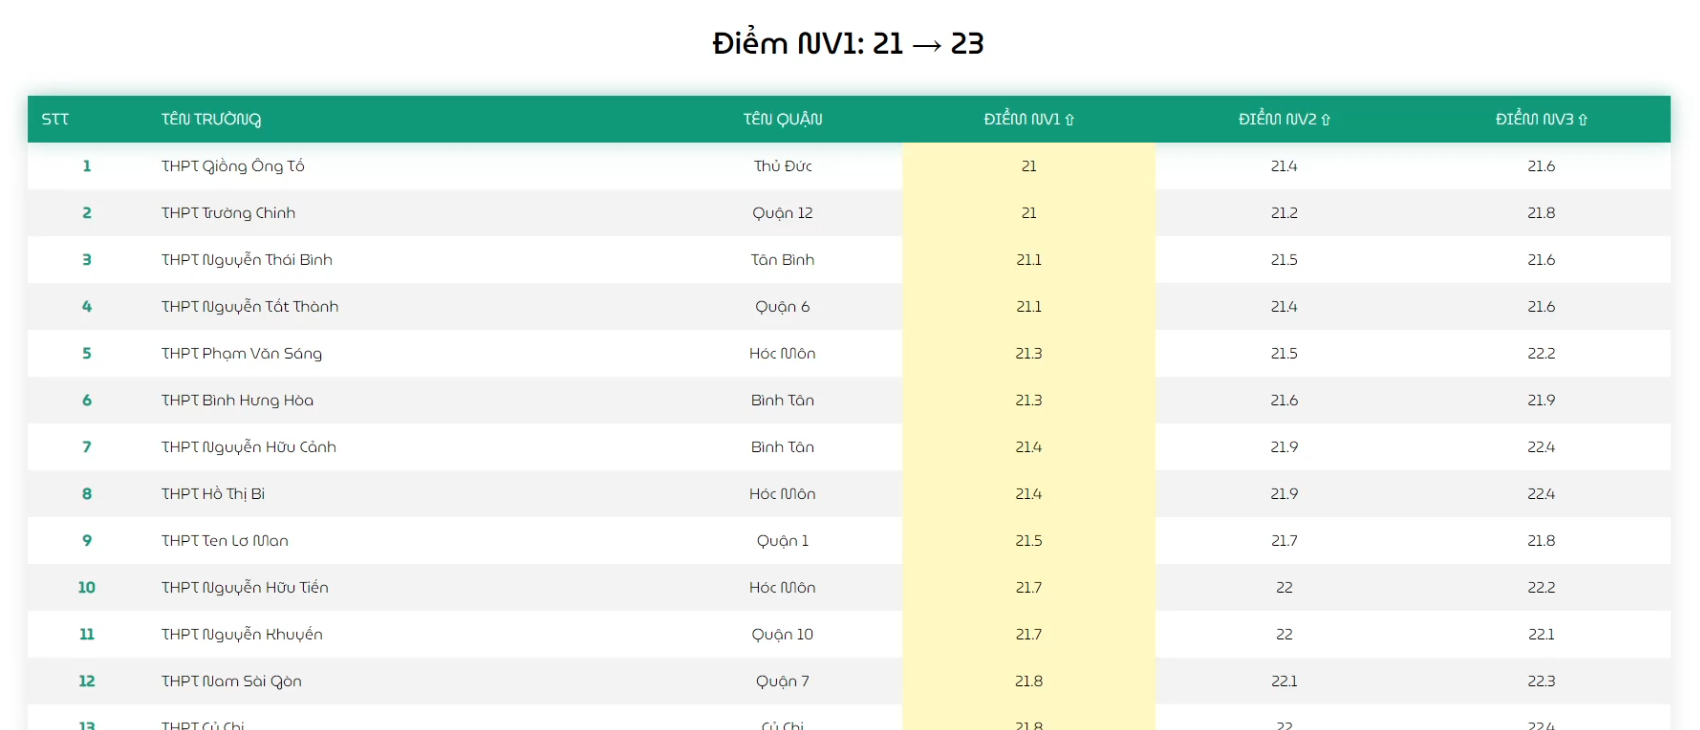 Điểm NV1: 21 → 23
STT TÊN TRƯỜNG TÊN QUẬN ĐIỂM NV1 ⇧ ĐIỂM NV2 ⇧ ĐIỂM NV3 ⇧
1 THPT Giồng Ông Tố Thủ Đức 21 21.4 21.6
2 THPT Trường Chinh Quận 12 21 21.2 21.8
3 THPT Nguyễn Thái Bình Tân Bình 21.1 21.5 21.6
4 THPT Nguyễn Tất Thành Quận 6 21.1 21.4 21.6
5 THPT Phạm Văn Sáng Hóc Môn 21.3 21.5 22.2
6 THPT Bình Hưng Hòa Bình Tân 21.3 21.6 21.9
7 THPT Nguyễn Hữu Cảnh Bình Tân 21.4 21.9 22.4
8 THPT Hồ Thị Bi Hóc Môn 21.4 21.9 22.4
9 THPT Ten Lơ Man Quận 1 21.5 21.7 21.8
10 THPT Nguyễn Hữu Tiến Hóc Môn 21.7 22 22.2
11 THPT Nguyễn Khuyến Quận 10 21.7 22 22.1
12 THPT Nam Sài Gòn Quận 7 21.8 22.1 22.3
13 THPT Củ Chi Củ Chi 21.8 22 22.4